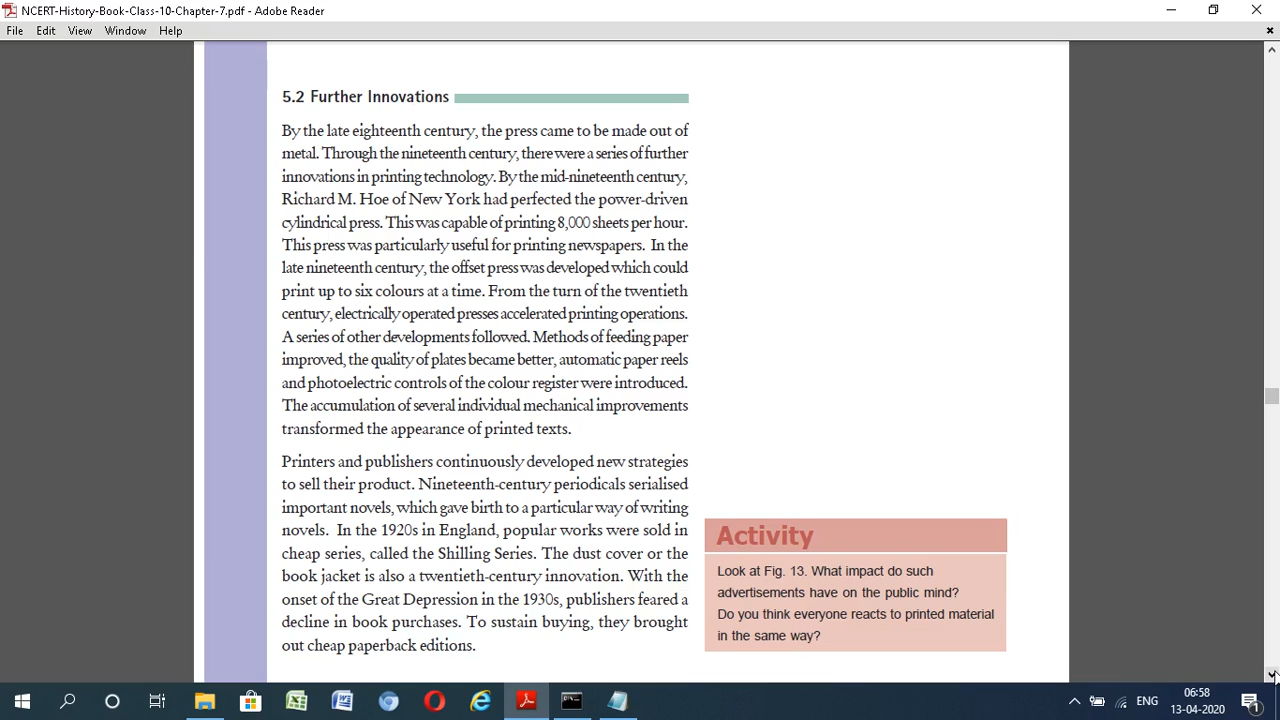 NCERT-History-Book-Class-10-Chapter-7.pdf - Adobe Reader
File Edit View Window Help
5.2 Further Innovations
By the late eighteenth century, the press came to be made out of
metal. Through the nineteenth century, there were a series of further
innovations in printing technology. By the mid-nineteenth century,
Richard M. Hoe of New York had perfected the power-driven
cylindrical press. This was capable of printing 8,000 sheets per hour.
This press was particularly useful for printing newspapers. In the
late nineteenth century, the offset press was developed which could
print up to six colours at a time. From the turn of the twentieth
century, electrically operated presses accelerated printing operations.
A series of other developments followed. Methods of feeding paper
improved, the quality of plates became better, automatic paper reels
and photoelectric controls of the colour register were introduced.
The accumulation of several individual mechanical improvements
transformed the appearance of printed texts.
Printers and publishers continuously developed new strategies
to sell their product. Nineteenth-century periodicals serialised
important novels, which gave birth to a particular way of writing
novels. In the 1920s in England, popular works were sold in
cheap series, called the Shilling Series. The dust cover or the
book jacket is also a twentieth-century innovation. With the
onset of the Great Depression in the 1930s, publishers feared a
decline in book purchases. To sustain buying, they brought
out cheap paperback editions.
Activity
Look at Fig. 13. What impact do such
advertisements have on the public mind?
Do you think everyone reacts to printed material
in the same way?
ENG
06:58
13-04-2020
1